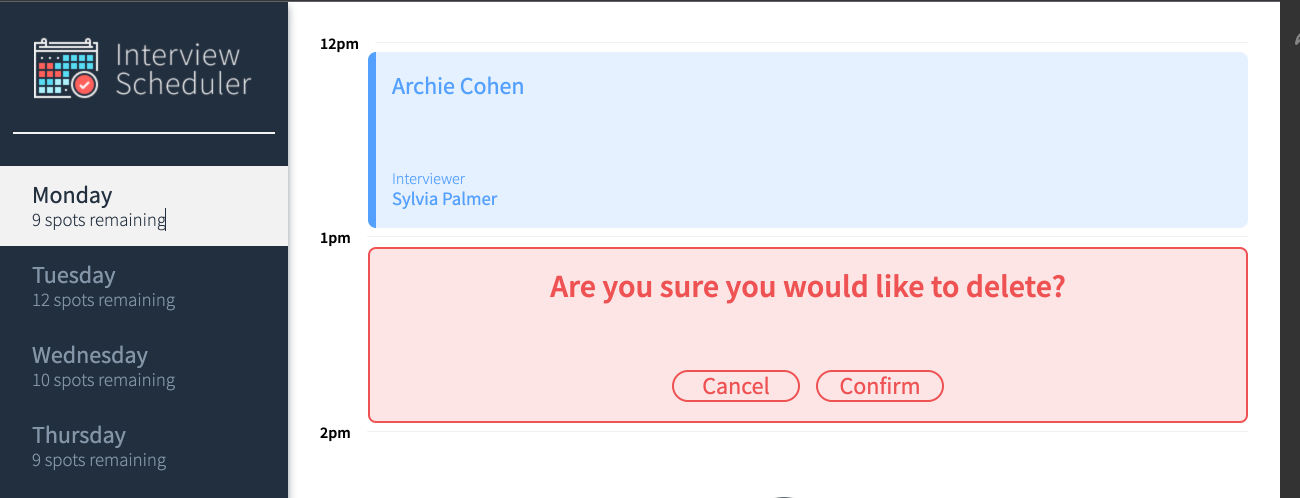 Interview
Scheduler
Monday
9 spots remaining
Tuesday
12 spots remaining
Wednesday
10 spots remaining
Thursday
9 spots remaining
12pm
Archie Cohen
Interviewer
Sylvia Palmer
1pm
Are you sure you would like to delete?
Cancel Confirm
2pm